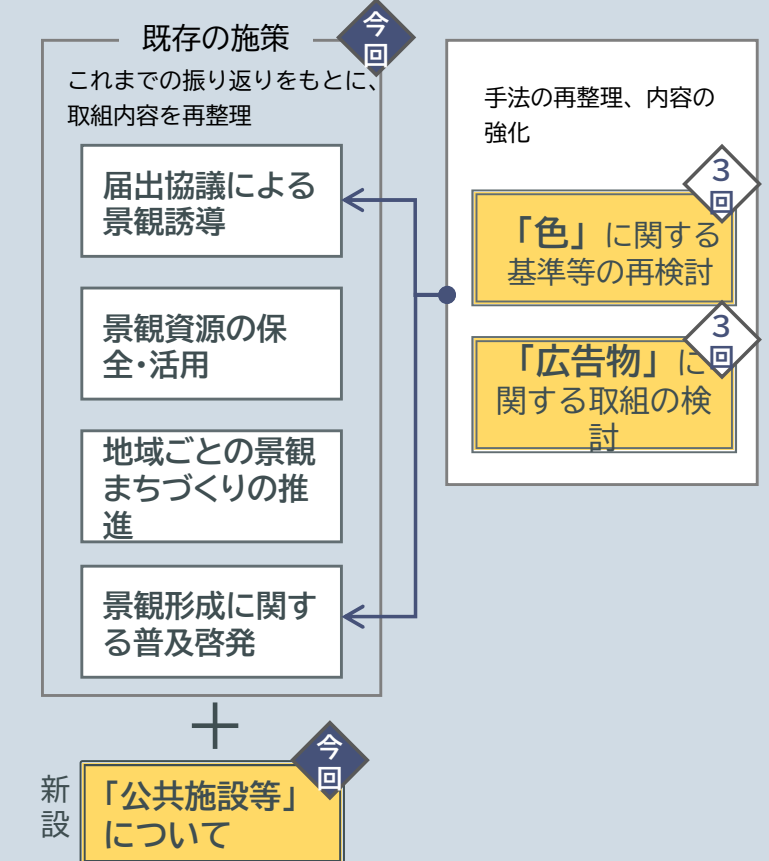 既存の施策
今
回
これまでの振り返りをもとに、
取組内容を再整理
届出協議による
景観誘導
景観資源の保
全・活用
地域ごとの景観
まちづくりの推
進
景観形成に関す
る普及啓発
手法の再整理、内容の
強化
3
回
「色」に関する
基準等の再検討
3
回
「広告物」に
関する取組の検
討
＋
今
回
新
設
「公共施設等」
について